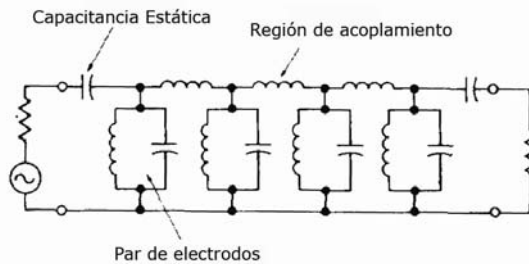 Capacitancia Estática
Región de acoplamiento
Par de electrodos